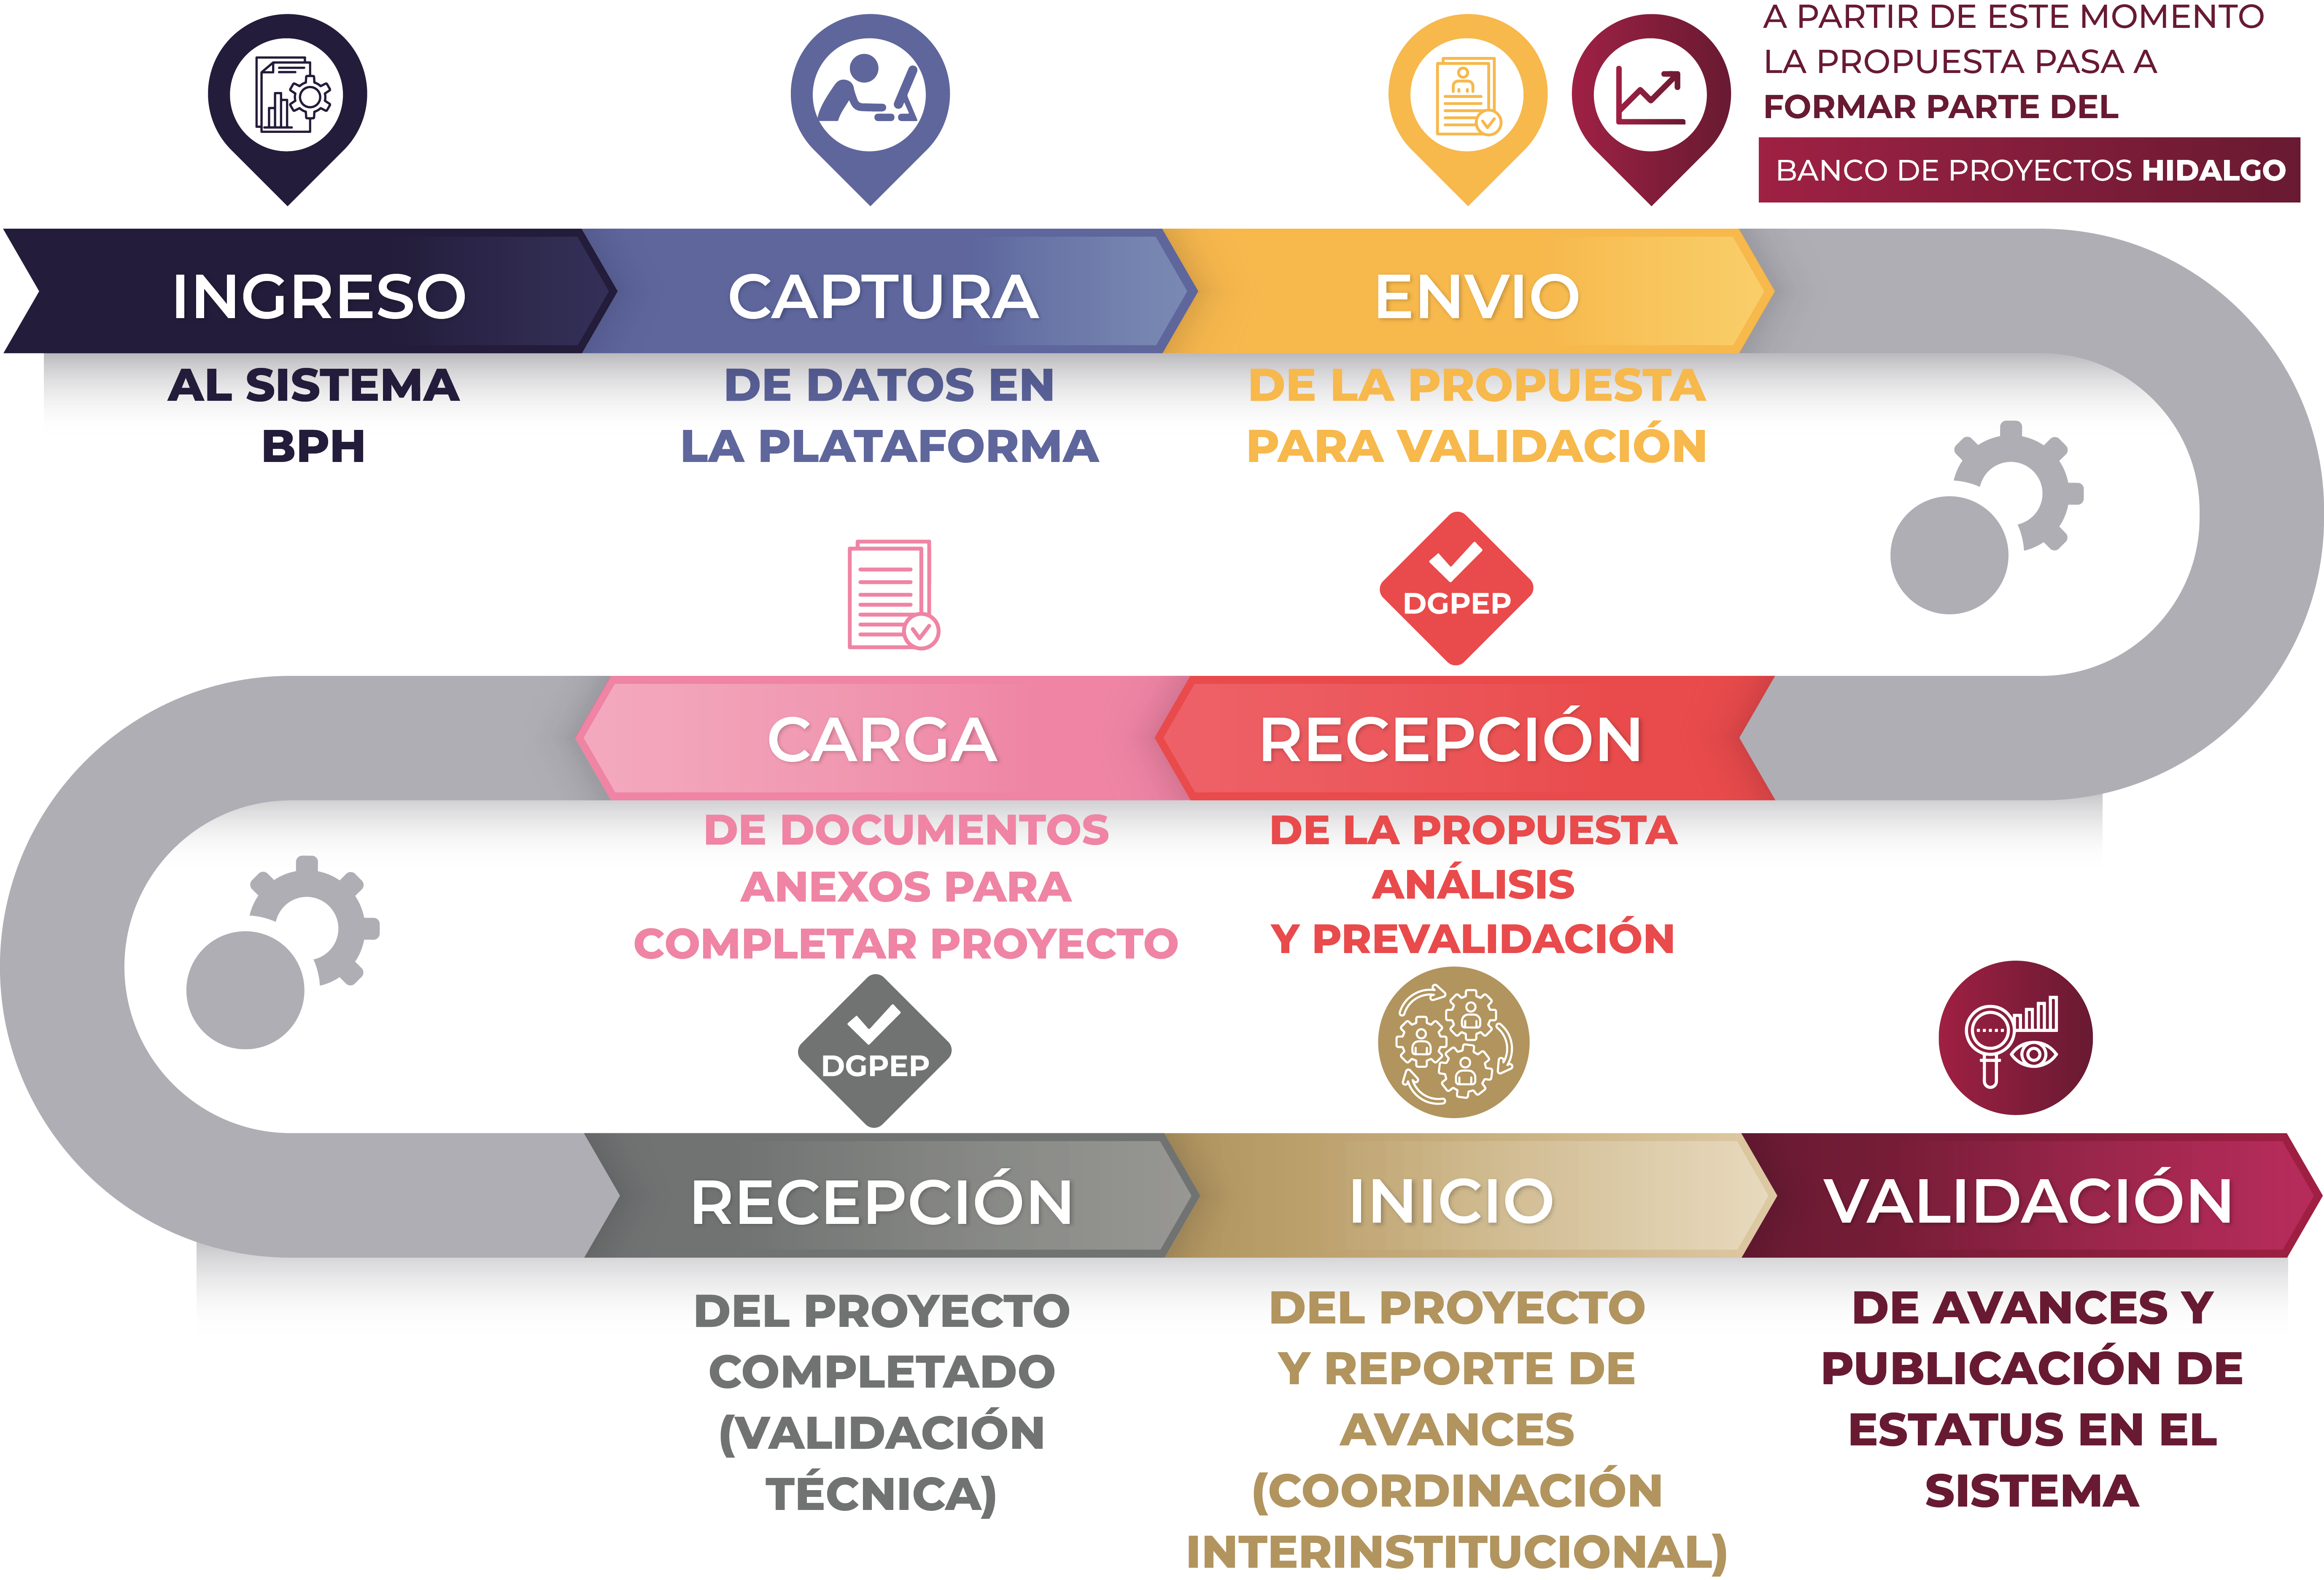 A PARTIR DE ESTE MOMENTO
LA PROPUESTA PASA A
FORMAR PARTE DEL
BANCO DE PROYECTOS HIDALGO
INGRESO
AL SISTEMA
BPH
CAPTURA
DE DATOS EN
LA PLATAFORMA
ENVIO
DE LA PROPUESTA
PARA VALIDACIÓN
DGPEP
RECEPCIÓN
DE LA PROPUESTA
ANÁLISIS
Y PREVALIDACIÓN
CARGA
DE DOCUMENTOS
ANEXOS PARA
COMPLETAR PROYECTO
DGPEP
RECEPCIÓN
DEL PROYECTO
COMPLETADO
(VALIDACIÓN
TÉCNICA)
INICIO
DEL PROYECTO
Y REPORTE DE
AVANCES
(COORDINACIÓN
INTERINSTITUCIONAL)
VALIDACIÓN
DE AVANCES Y
PUBLICACIÓN DE
ESTATUS EN EL
SISTEMA